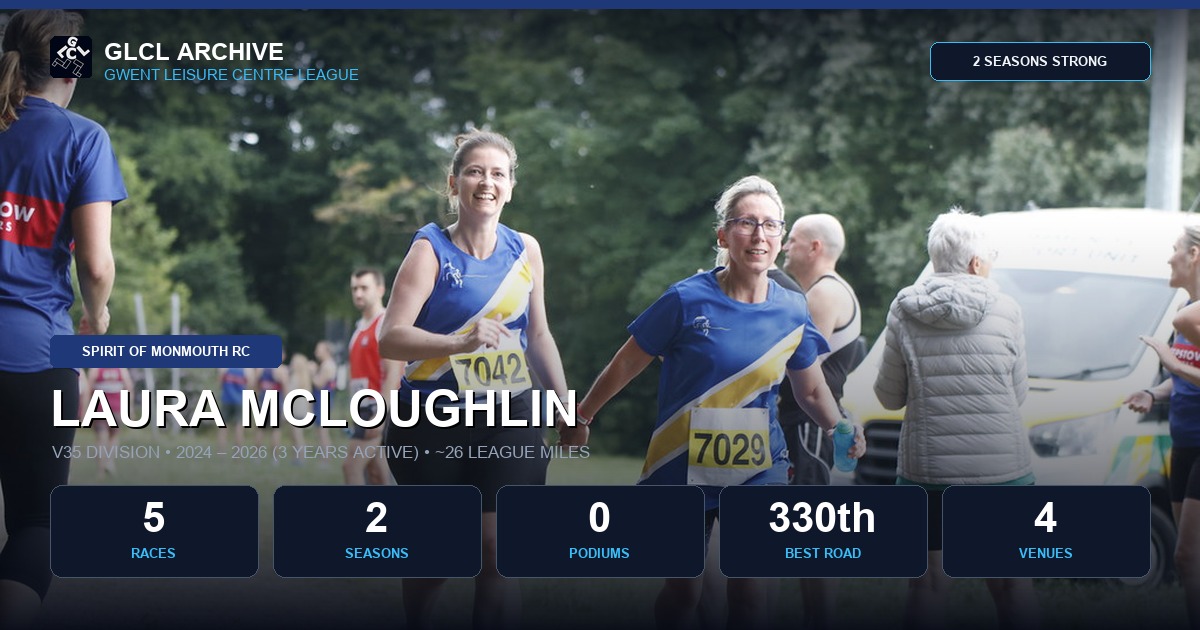 GLCL ARCHIVE
GWENT LEISURE CENTRE LEAGUE
2 SEASONS STRONG
SPIRIT OF MONMOUTH RC
LAURA MCLOUGHLIN
V35 DIVISION • 2024 – 2026 (3 YEARS ACTIVE) • ~26 LEAGUE MILES
5
RACES
2
SEASONS
0
PODIUMS
330th
BEST ROAD
4
VENUES
7042
7029